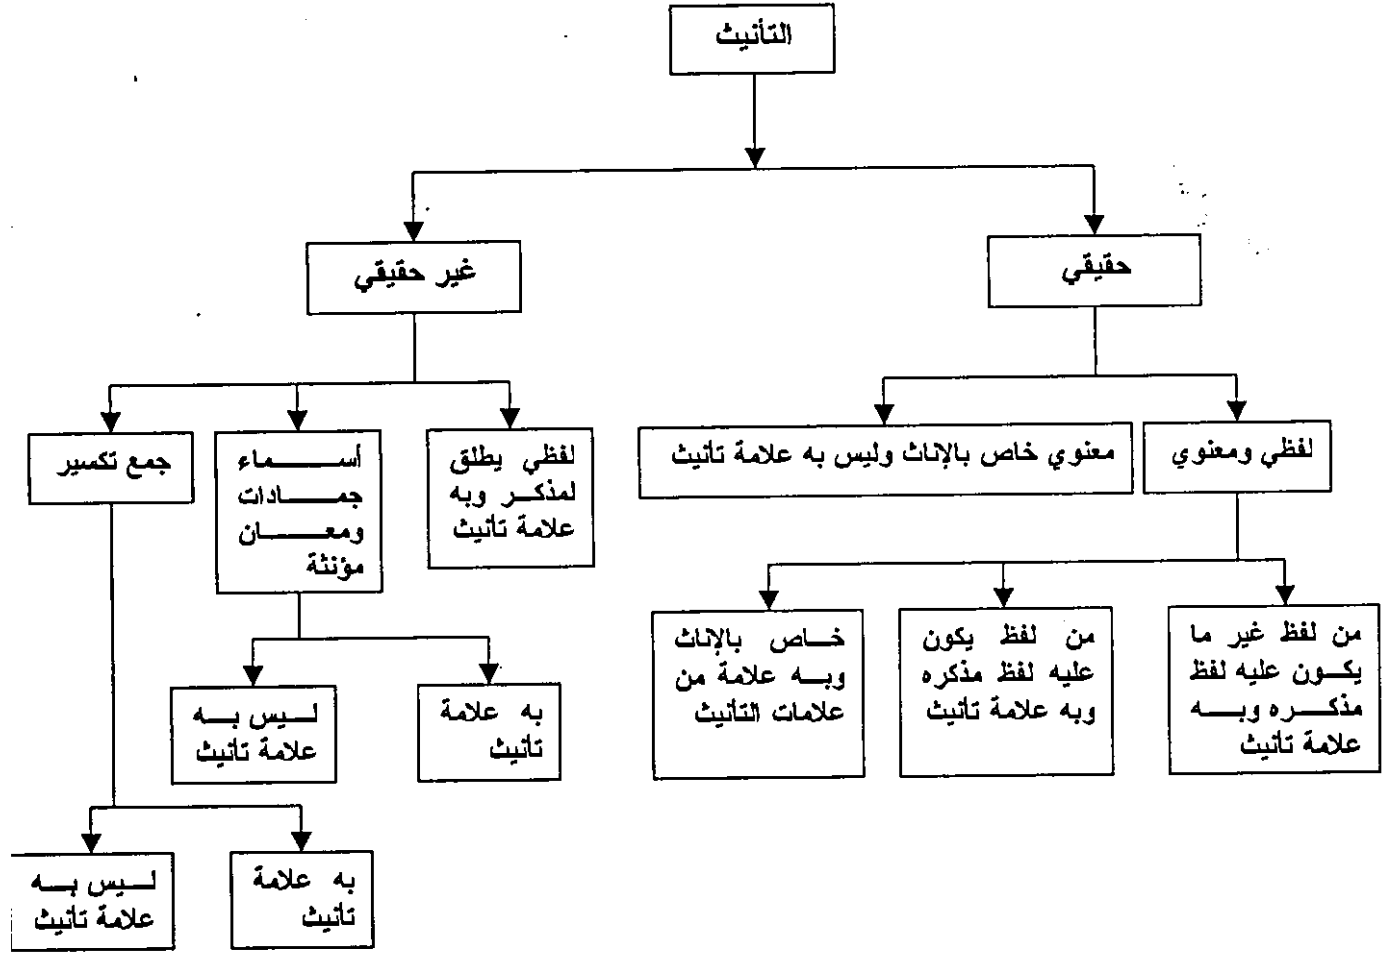 التأنيث
حقيقي
غير حقيقي
لفظي ومعنوي
معنوي خاص بالإناث وليس به علامة تأنيث
لفظي يطلق
لمذكر وبه
علامة تأنيث
أسماء
جمادات
ومعان
مؤنثة
جمع تكسير
من لفظ غير ما
يكون عليه لفظ
مذكره وبه
علامة تأنيث
من لفظ يكون
عليه لفظ مذكره
وبه علامة تأنيث
خاص بالإناث
وبه علامة من
علامات التأنيث
به علامة
تأنيث
ليس به
علامة تأنيث
به علامة
تأنيث
ليس به
علامة تأنيث